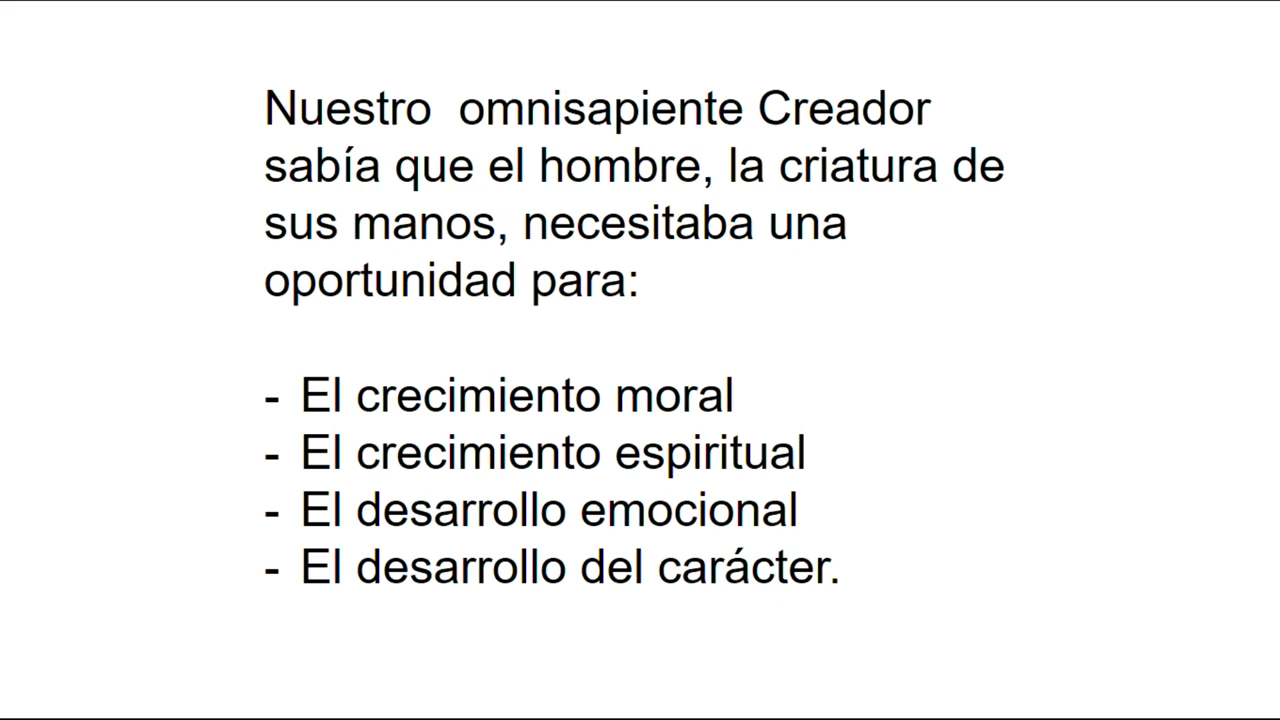 Nuestro  omnisapiente Creador
sabía que el hombre, la criatura de
sus manos, necesitaba una
oportunidad para:
- El crecimiento moral
- El crecimiento espiritual
- El desarrollo emocional
- El desarrollo del carácter.